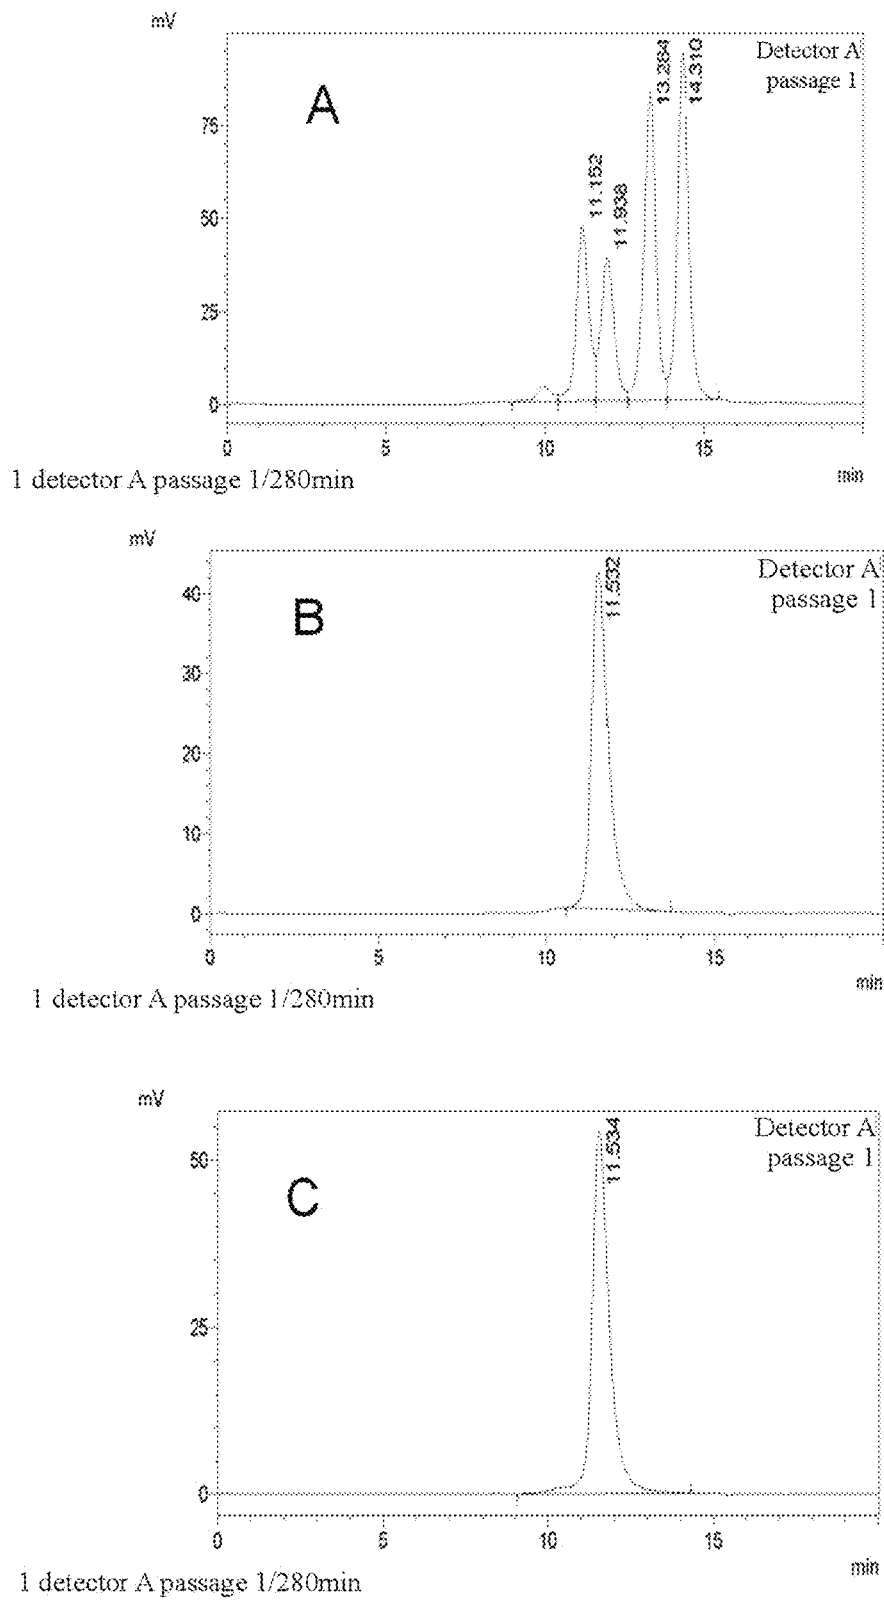 mV
Detector A
passage 1
A
11.152
11.938
13.264
14.310
75
50
25
0
0 5 10 15
min
1 detector A passage 1/280min
mV
Detector A
passage 1
B
11.532
40
30
20
10
0
0 5 10 15
min
1 detector A passage 1/280min
mV
Detector A
passage 1
C
11.534
50
25
0
0 5 10 15
min
1 detector A passage 1/280min